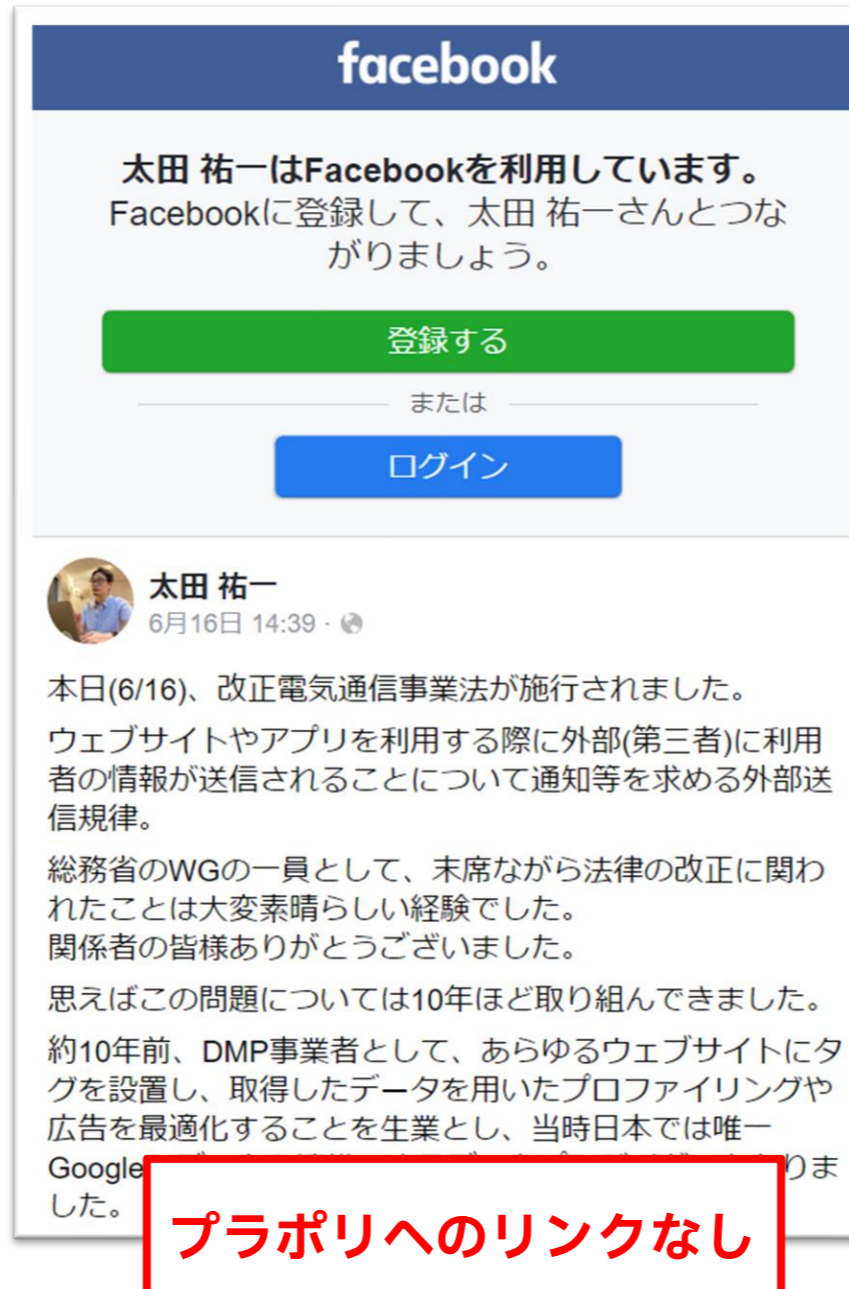 facebook
太田 祐一はFacebookを利用しています。
Facebookに登録して、太田 祐一さんとつな
がりましょう。
登録する
または
ログイン
太田 祐一
6月16日 14:39 ·
本日(6/16)、改正電気通信事業法が施行されました。
ウェブサイトやアプリを利用する際に外部(第三者)に利用
者の情報が送信されることについて通知等を求める外部送
信規律。
総務省のWGの一員として、末席ながら法律の改正に関わ
れたことは大変素晴らしい経験でした。
関係者の皆様ありがとうございました。
思えばこの問題については10年ほど取り組んできました。
約10年前、DMP事業者として、あらゆるウェブサイトにタ
グを設置し、取得したデータを用いたプロファイリングや
広告を最適化することを生業とし、当時日本では唯一
Google りま
した。
プラポリへのリンクなし